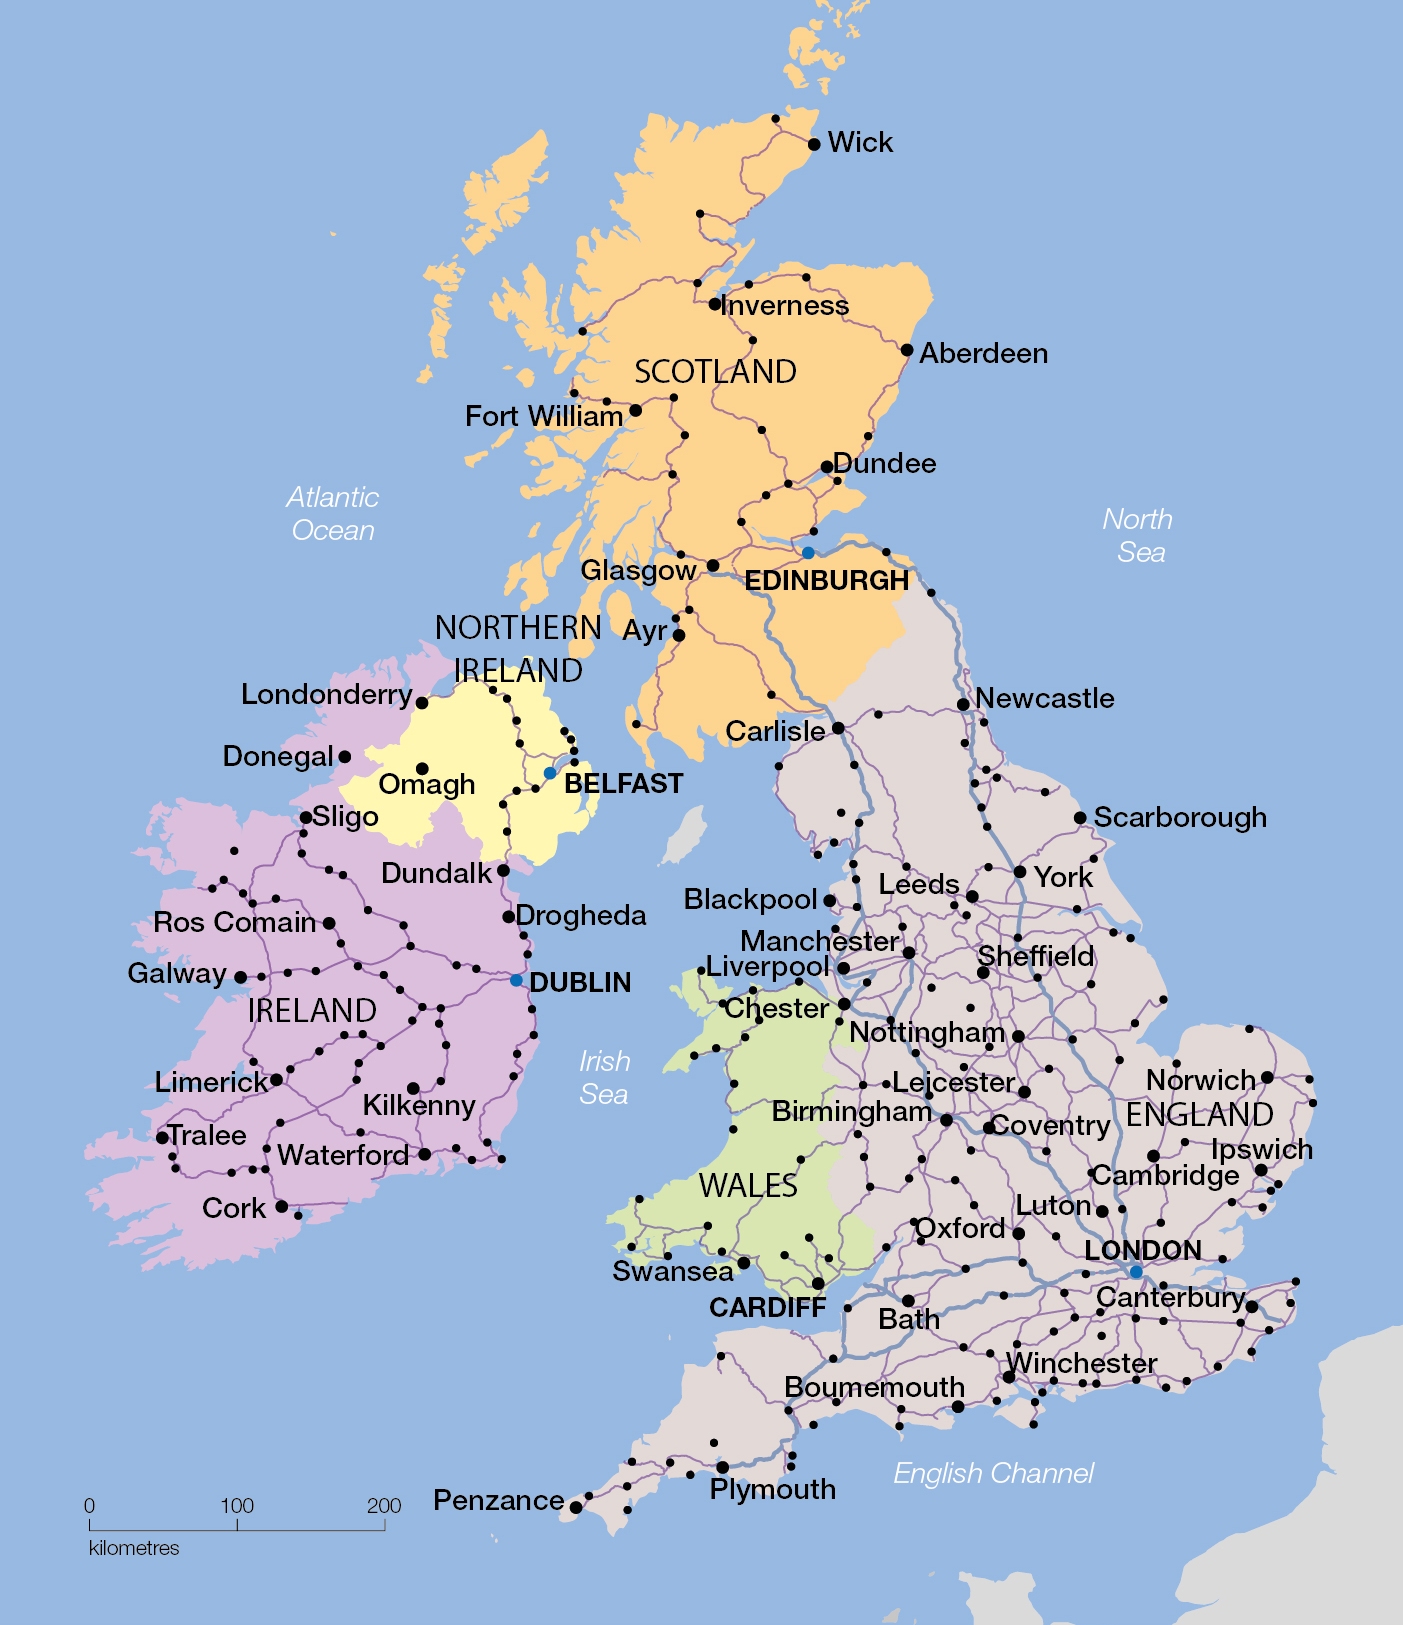 Wick
Inverness
Aberdeen
SCOTLAND
Fort William
Dundee
Atlantic
Ocean
North
Sea
Glasgow
EDINBURGH
NORTHERN
IRELAND
Ayr
Londonderry
Newcastle
Carlisle
Donegal
Omagh
BELFAST
Sligo
Scarborough
Dundalk
Leeds
York
Blackpool
Ros Comain
Drogheda
Manchester
Sheffield
Liverpool
Galway
DUBLIN
IRELAND
Chester
Nottingham
Irish
Sea
Limerick
Leicester
Norwich
Kilkenny
Birmingham
ENGLAND
Coventry
Tralee
Waterford
Ipswich
Cambridge
WALES
Cork
Luton
Oxford
LONDON
Swansea
CARDIFF
Canterbury
Bath
Winchester
Boumemouth
English Channel
Plymouth
Penzance
0 100 200
kilometres